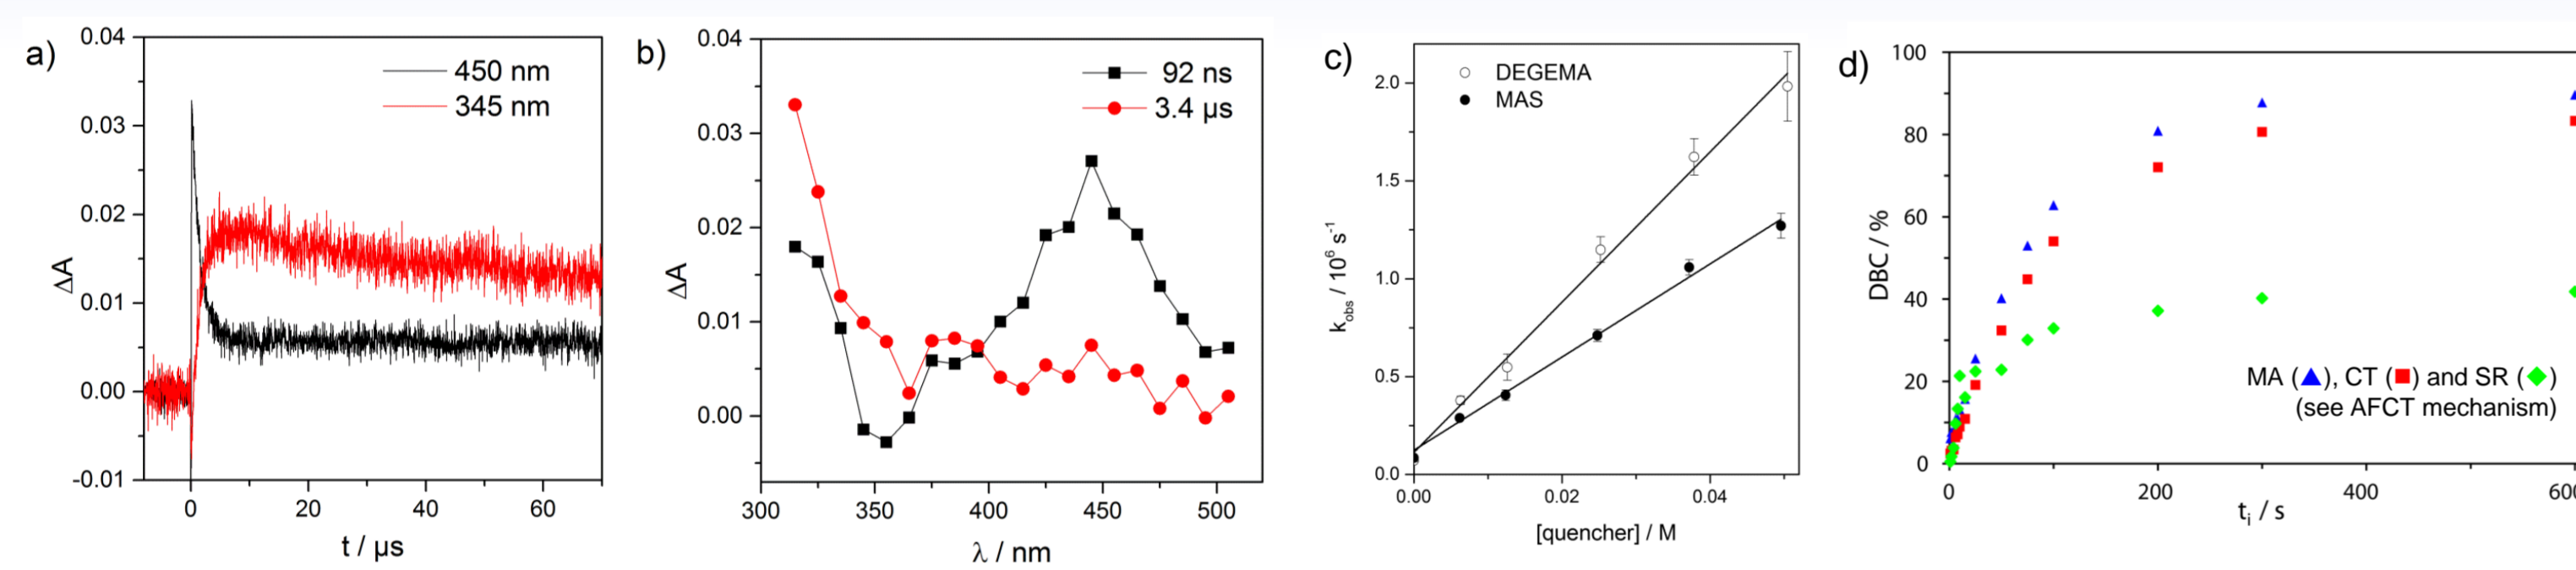 a)
0.04
0.03
0.02
0.01
0.00
-0.01
ΔA
450 nm
345 nm
0 20 40 60
t / µs
b)
0.04
0.03
0.02
0.01
0.00
ΔA
92 ns
3.4 µs
300 350 400 450 500
λ / nm
c)
DEGEMA
MAS
2.0
1.5
1.0
0.5
0.0
k_obs / 10⁶ s⁻¹
0.00 0.02 0.04
[quencher] / M
d)
100
80
60
40
20
0
DBC / %
MA (▲), CT (■) and SR (◆)
(see AFCT mechanism)
0 200 400 600
t_i / s